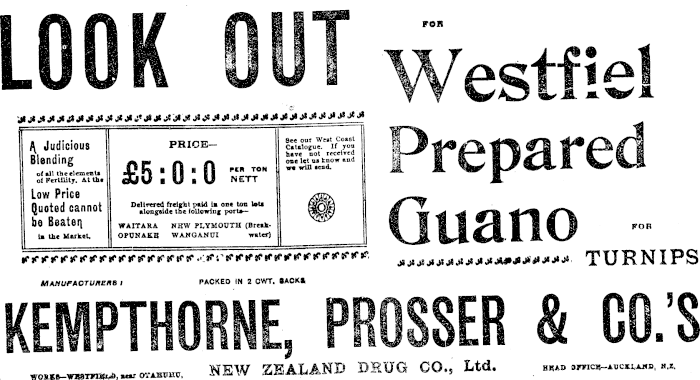 LOOK OUT
FOR
Westfiel
Prepared
Guano
FOR
TURNIPS
A Judicious
Blending
of all the elements
of Fertility, At the
Low Price
Quoted cannot
be Beaten
in the Market.
PRICE—
£5:0:0 PER TON
NETT
Delivered freight paid in one ton lots
alongside the following ports—
WAITARA NEW PLYMOUTH (Break-
OPUNAKE WANGANUI water)
See our West Coast
Catalogue. If you
have not received
one let us know and
we will send.
MANUFACTURERS:
PACKED IN 2 CWT. SACKS
KEMPTHORNE, PROSSER & CO.'S
WORKS—WESTFIELD, near OTAHUHU.
NEW ZEALAND DRUG CO., Ltd.
HEAD OFFICE—AUCKLAND, N.Z.